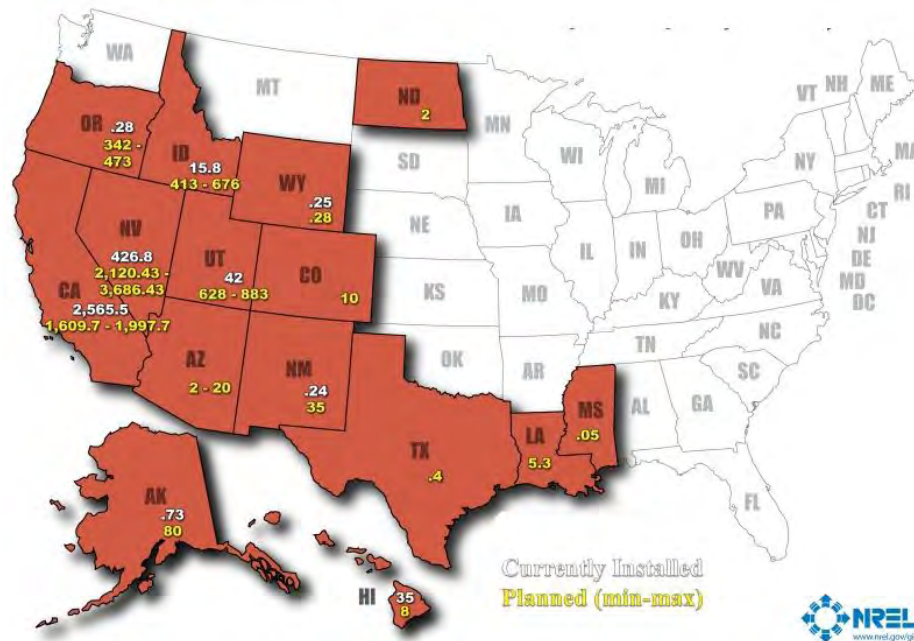 WA
MT
ND
2
MN
VT
NH
ME
OR
.28
342 -
473
ID
15.8
413 - 676
WY
.25
.28
SD
WI
MI
NY
MA
RI
CT
NJ
DE
MD
DC
NV
426.8
2,120.43 -
3,686.43
UT
42
628 - 883
CO
10
NE
IA
IL
IN
OH
PA
WV
VA
CA
2,565.5
1,609.7 - 1,997.7
KS
MO
KY
NC
TN
SC
AZ
2 - 20
NM
.24
35
OK
AR
MS
.05
AL
GA
TX
.4
LA
5.3
FL
AK
.73
80
HI
35
8
Currently Installed
Planned (min-max)
NREL